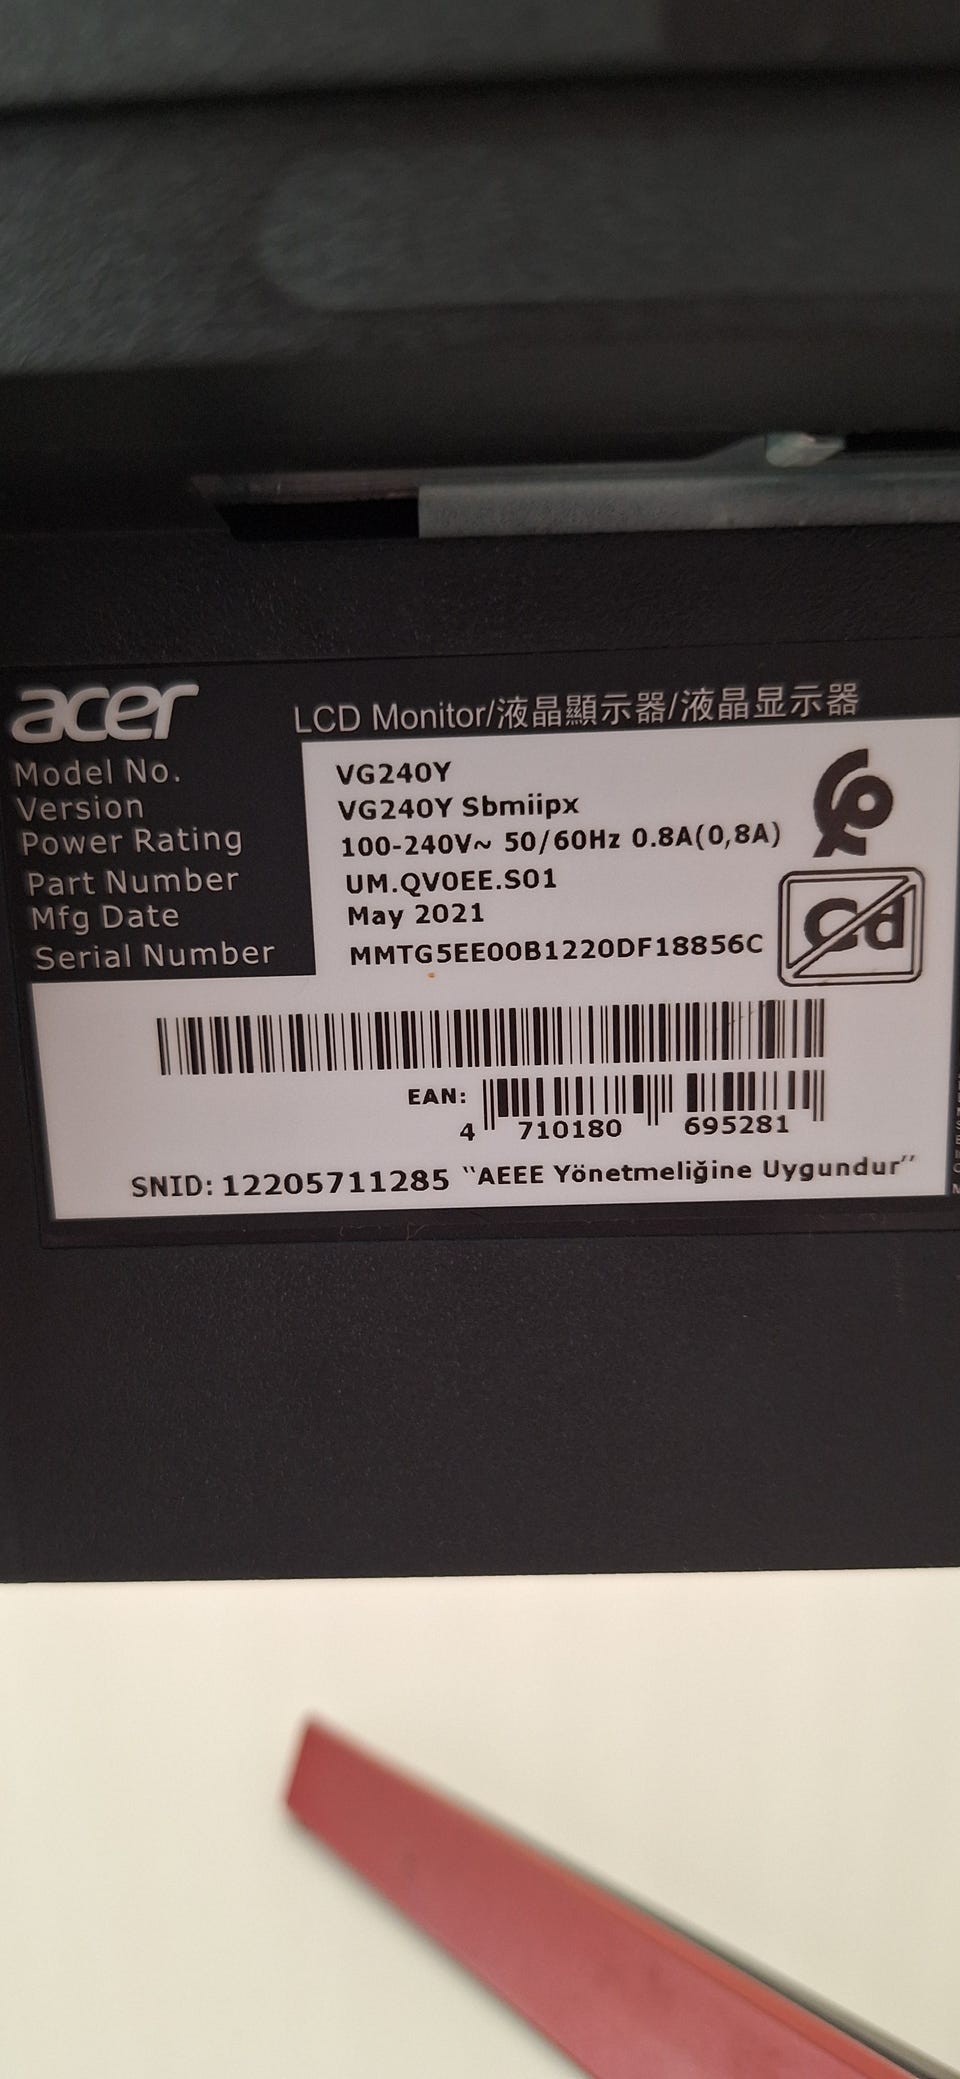 acer LCD Monitor/液晶顯示器/液晶显示器
Model No. VG240Y
Version VG240Y Sbmiipx
Power Rating 100-240V~ 50/60Hz 0.8A(0,8A)
Part Number UM.QV0EE.S01
Mfg Date May 2021
Serial Number MMTG5EE00B1220DF18856C
Cd
EAN:
4 710180 695281
SNID: 12205711285 "AEEE Yönetmeliğine Uygundur"